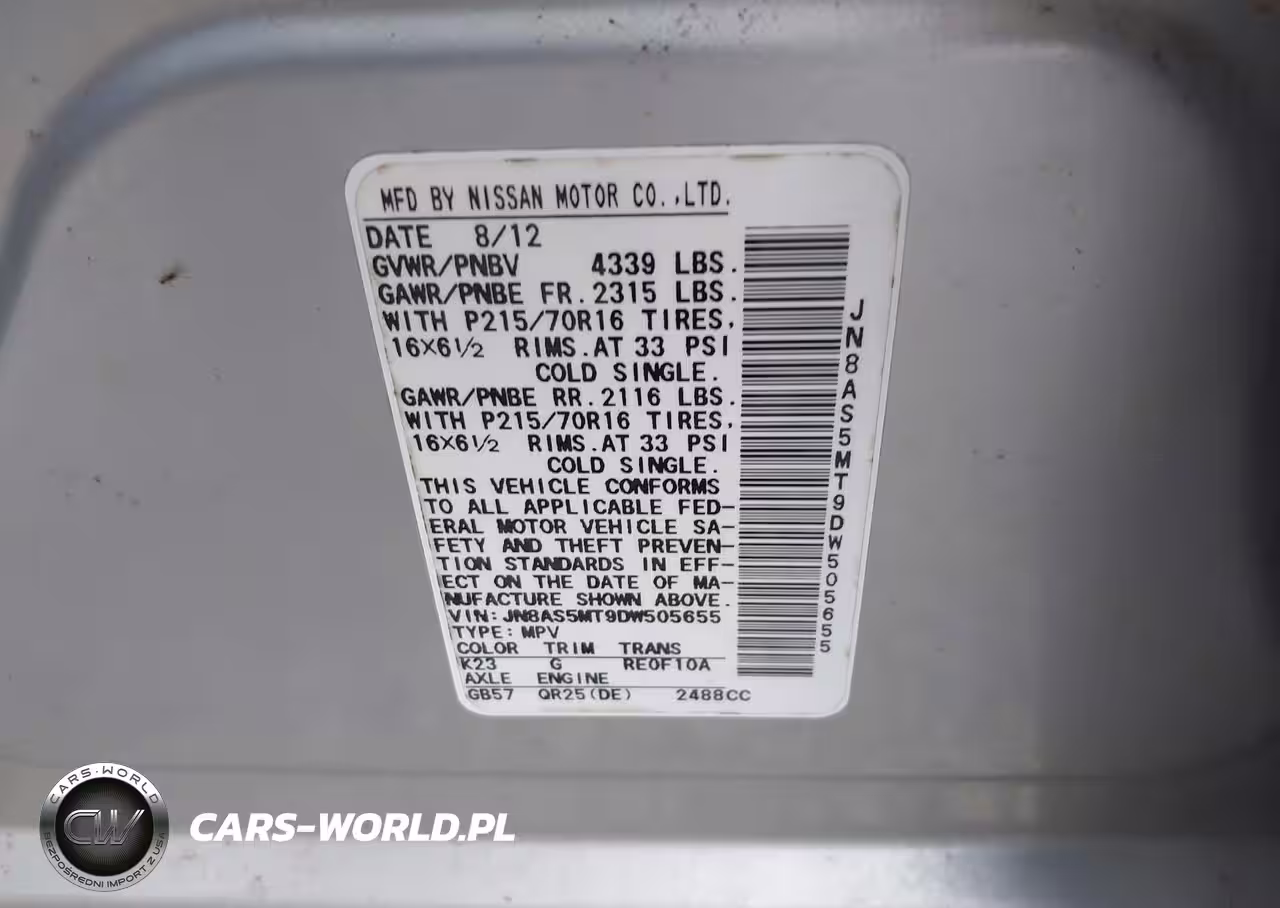 MFD BY NISSAN MOTOR CO.,LTD.
DATE 8/12
GVWR/PNBV 4339 LBS.
GAWR/PNBE FR.2315 LBS.
WITH P215/70R16 TIRES,
16×6½ RIMS.AT 33 PSI
COLD SINGLE.
GAWR/PNBE RR.2116 LBS.
WITH P215/70R16 TIRES,
16×6½ RIMS.AT 33 PSI
COLD SINGLE.
THIS VEHICLE CONFORMS
TO ALL APPLICABLE FED-
ERAL MOTOR VEHICLE SA-
FETY AND THEFT PREVEN-
TION STANDARDS IN EFF-
ECT ON THE DATE OF MA-
NUFACTURE SHOWN ABOVE.
VIN:JN8AS5MT9DW505655
TYPE:MPV
COLOR TRIM TRANS
K23 G RE0F10A
AXLE ENGINE
GB57 QR25(DE) 2488CC
JN8AS5MT9DW505655
CARS-WORLD
CW
BEZPOŚREDNI IMPORT Z USA
CARS-WORLD.PL